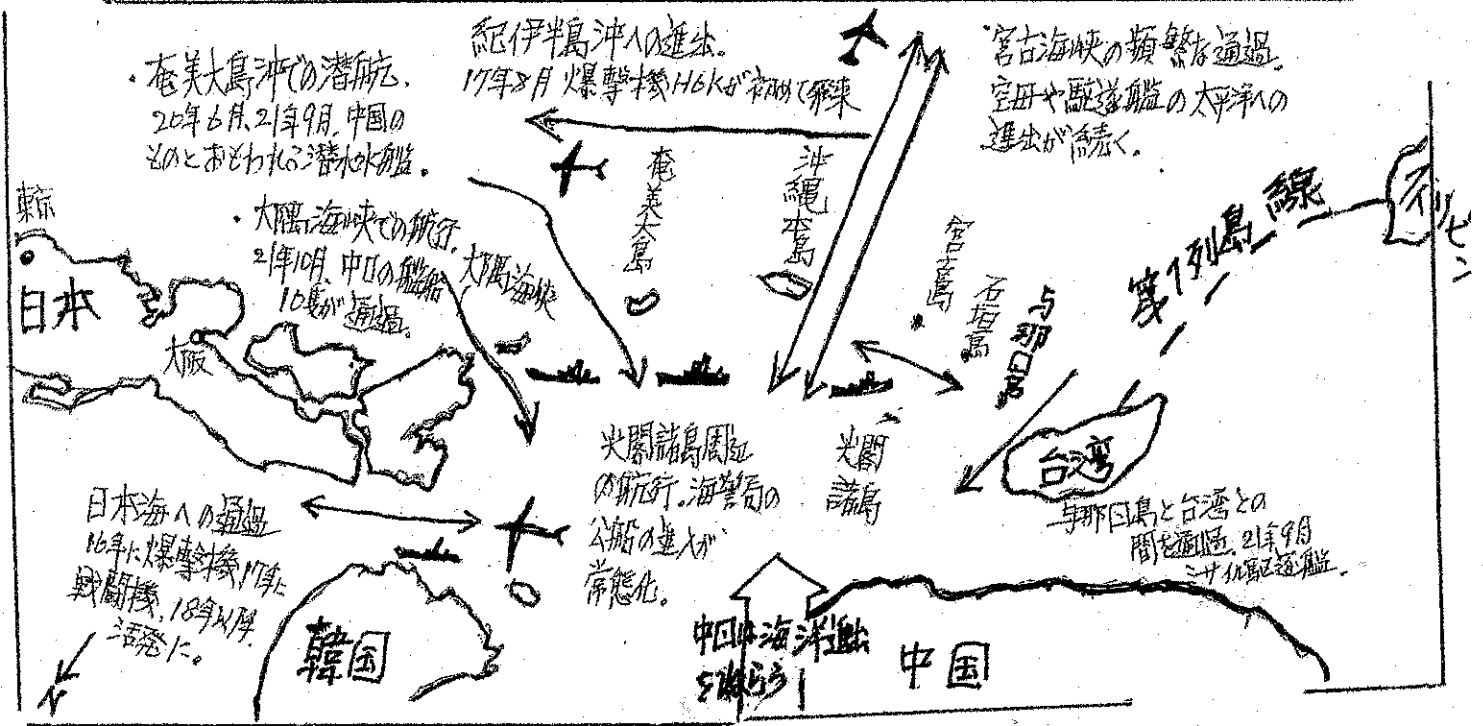 ・奄美大島沖での潜航、
20年6月、21年9月、中国の
ものとおもわれる潜水水艦。
紀伊半島沖への進出。
17年8月 爆撃機H6Kが初めて飛来
・宮古海峡の頻繁な通過。
空母や駆逐艦の太平洋への
進出が続く。
・大隅海峡での航行、
21年10月、中口の艦船
10隻が通過。
大隅海峡
奄美大島
沖縄本島
宮古島
石垣島
与那国島
第1列島線
フィリピン
東京
日本
大阪
尖閣諸島周辺
の航行。海警局の
公船の進入が
常態化。
尖閣
諸島
台湾
与那国島と台湾との
間を通過。21年9月
ミサイル駆逐艦。
日本海への通過
16年に爆撃機、17年に
戦闘機、18年以降
活発に。
N
韓国
中国は海洋進出
をねらう
中国